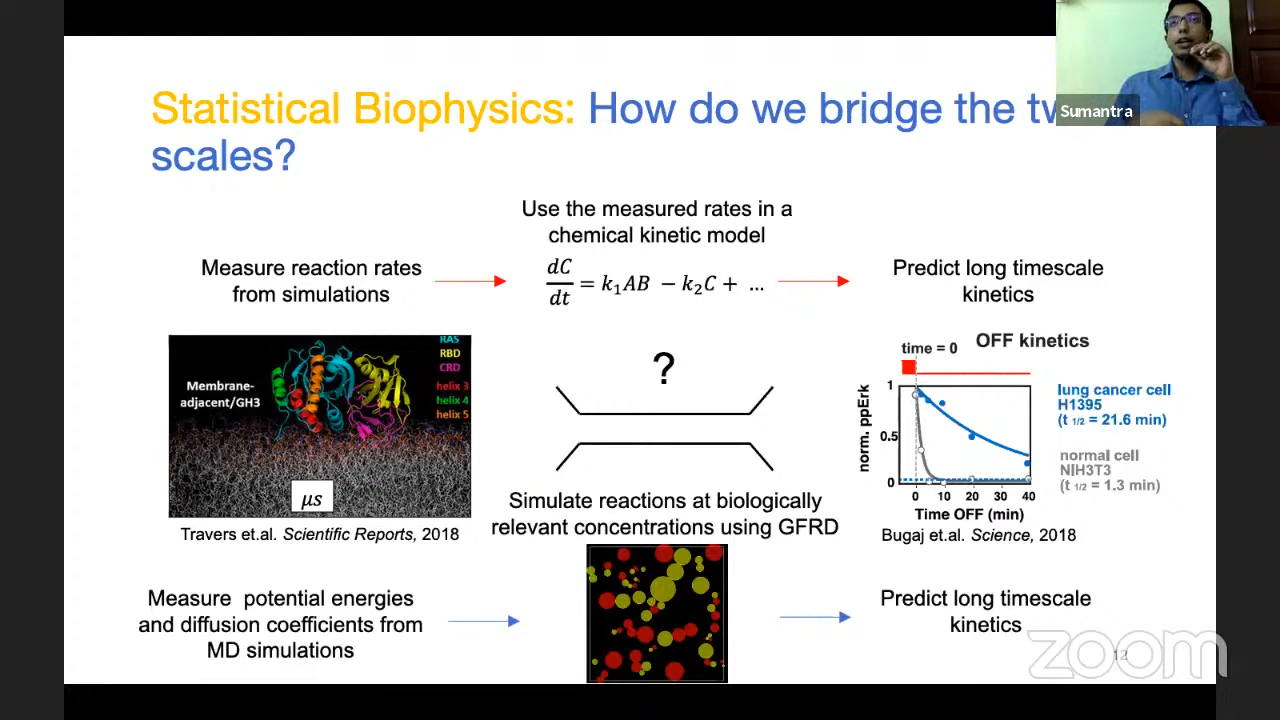 Statistical Biophysics: How do we bridge the
scales?
Sumantra
Use the measured rates in a
chemical kinetic model
Measure reaction rates
from simulations
dC/dt = k₁AB − k₂C + ...
Predict long timescale
kinetics
RAS
RBD
CRD
helix 3
helix 4
helix 5
Membrane-
adjacent/GH3
μs
Travers et.al. Scientific Reports, 2018
?
Simulate reactions at biologically
relevant concentrations using GFRD
time = 0
OFF kinetics
norm. ppErk
1
0.5
0
0 10 20 30 40
Time OFF (min)
lung cancer cell
H1395
(t 1/2 = 21.6 min)
normal cell
NIH3T3
(t 1/2 = 1.3 min)
Bugaj et.al. Science, 2018
Measure potential energies
and diffusion coefficients from
MD simulations
Predict long timescale
kinetics
12
zoom